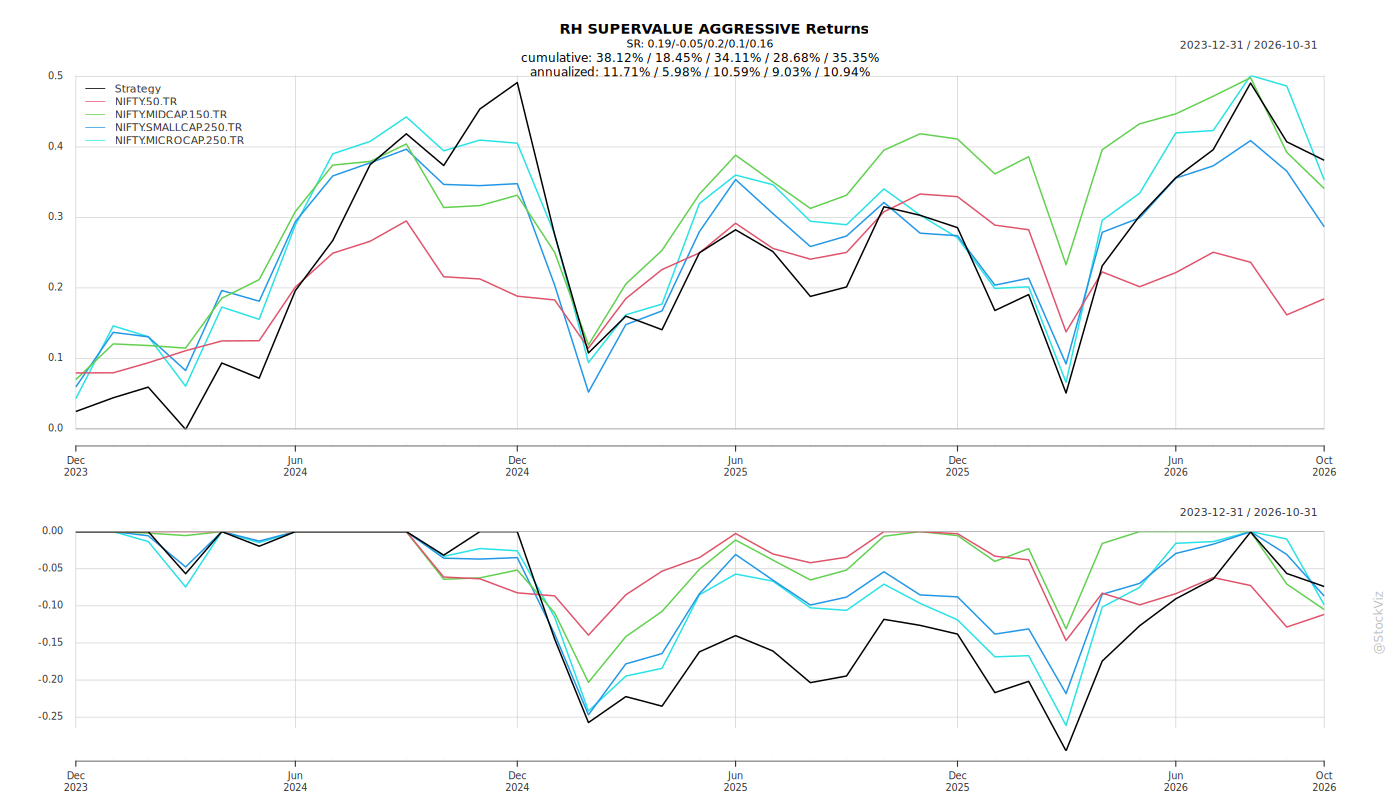 RH SUPERVALUE AGGRESSIVE Returns
SR: 0.19/-0.05/0.2/0.1/0.16
cumulative: 38.12% / 18.45% / 34.11% / 28.68% / 35.35%
annualized: 11.71% / 5.98% / 10.59% / 9.03% / 10.94%
2023-12-31 / 2026-10-31
Strategy
NIFTY.50.TR
NIFTY.MIDCAP.150.TR
NIFTY.SMALLCAP.250.TR
NIFTY.MICROCAP.250.TR
0.5
0.4
0.3
0.2
0.1
0.0
Dec Jun Dec Jun Dec Jun Oct
2023 2024 2024 2025 2025 2026 2026
2023-12-31 / 2026-10-31
0.00
-0.05
-0.10
-0.15
-0.20
-0.25
Dec Jun Dec Jun Dec Jun Oct
2023 2024 2024 2025 2025 2026 2026
@StockViz